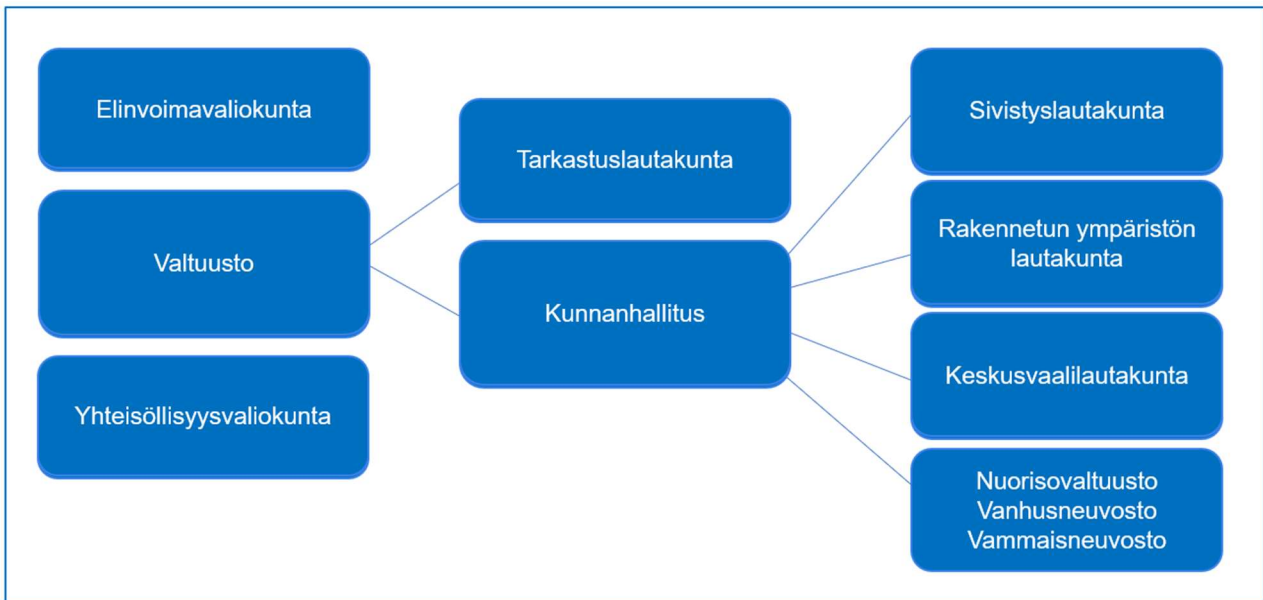 Elinvoimavaliokunta
Valtuusto
Yhteisöllisyysvaliokunta
Tarkastuslautakunta
Kunnanhallitus
Sivistyslautakunta
Rakennetun ympäristön
lautakunta
Keskusvaalilautakunta
Nuorisovaltuusto
Vanhusneuvosto
Vammaisneuvosto